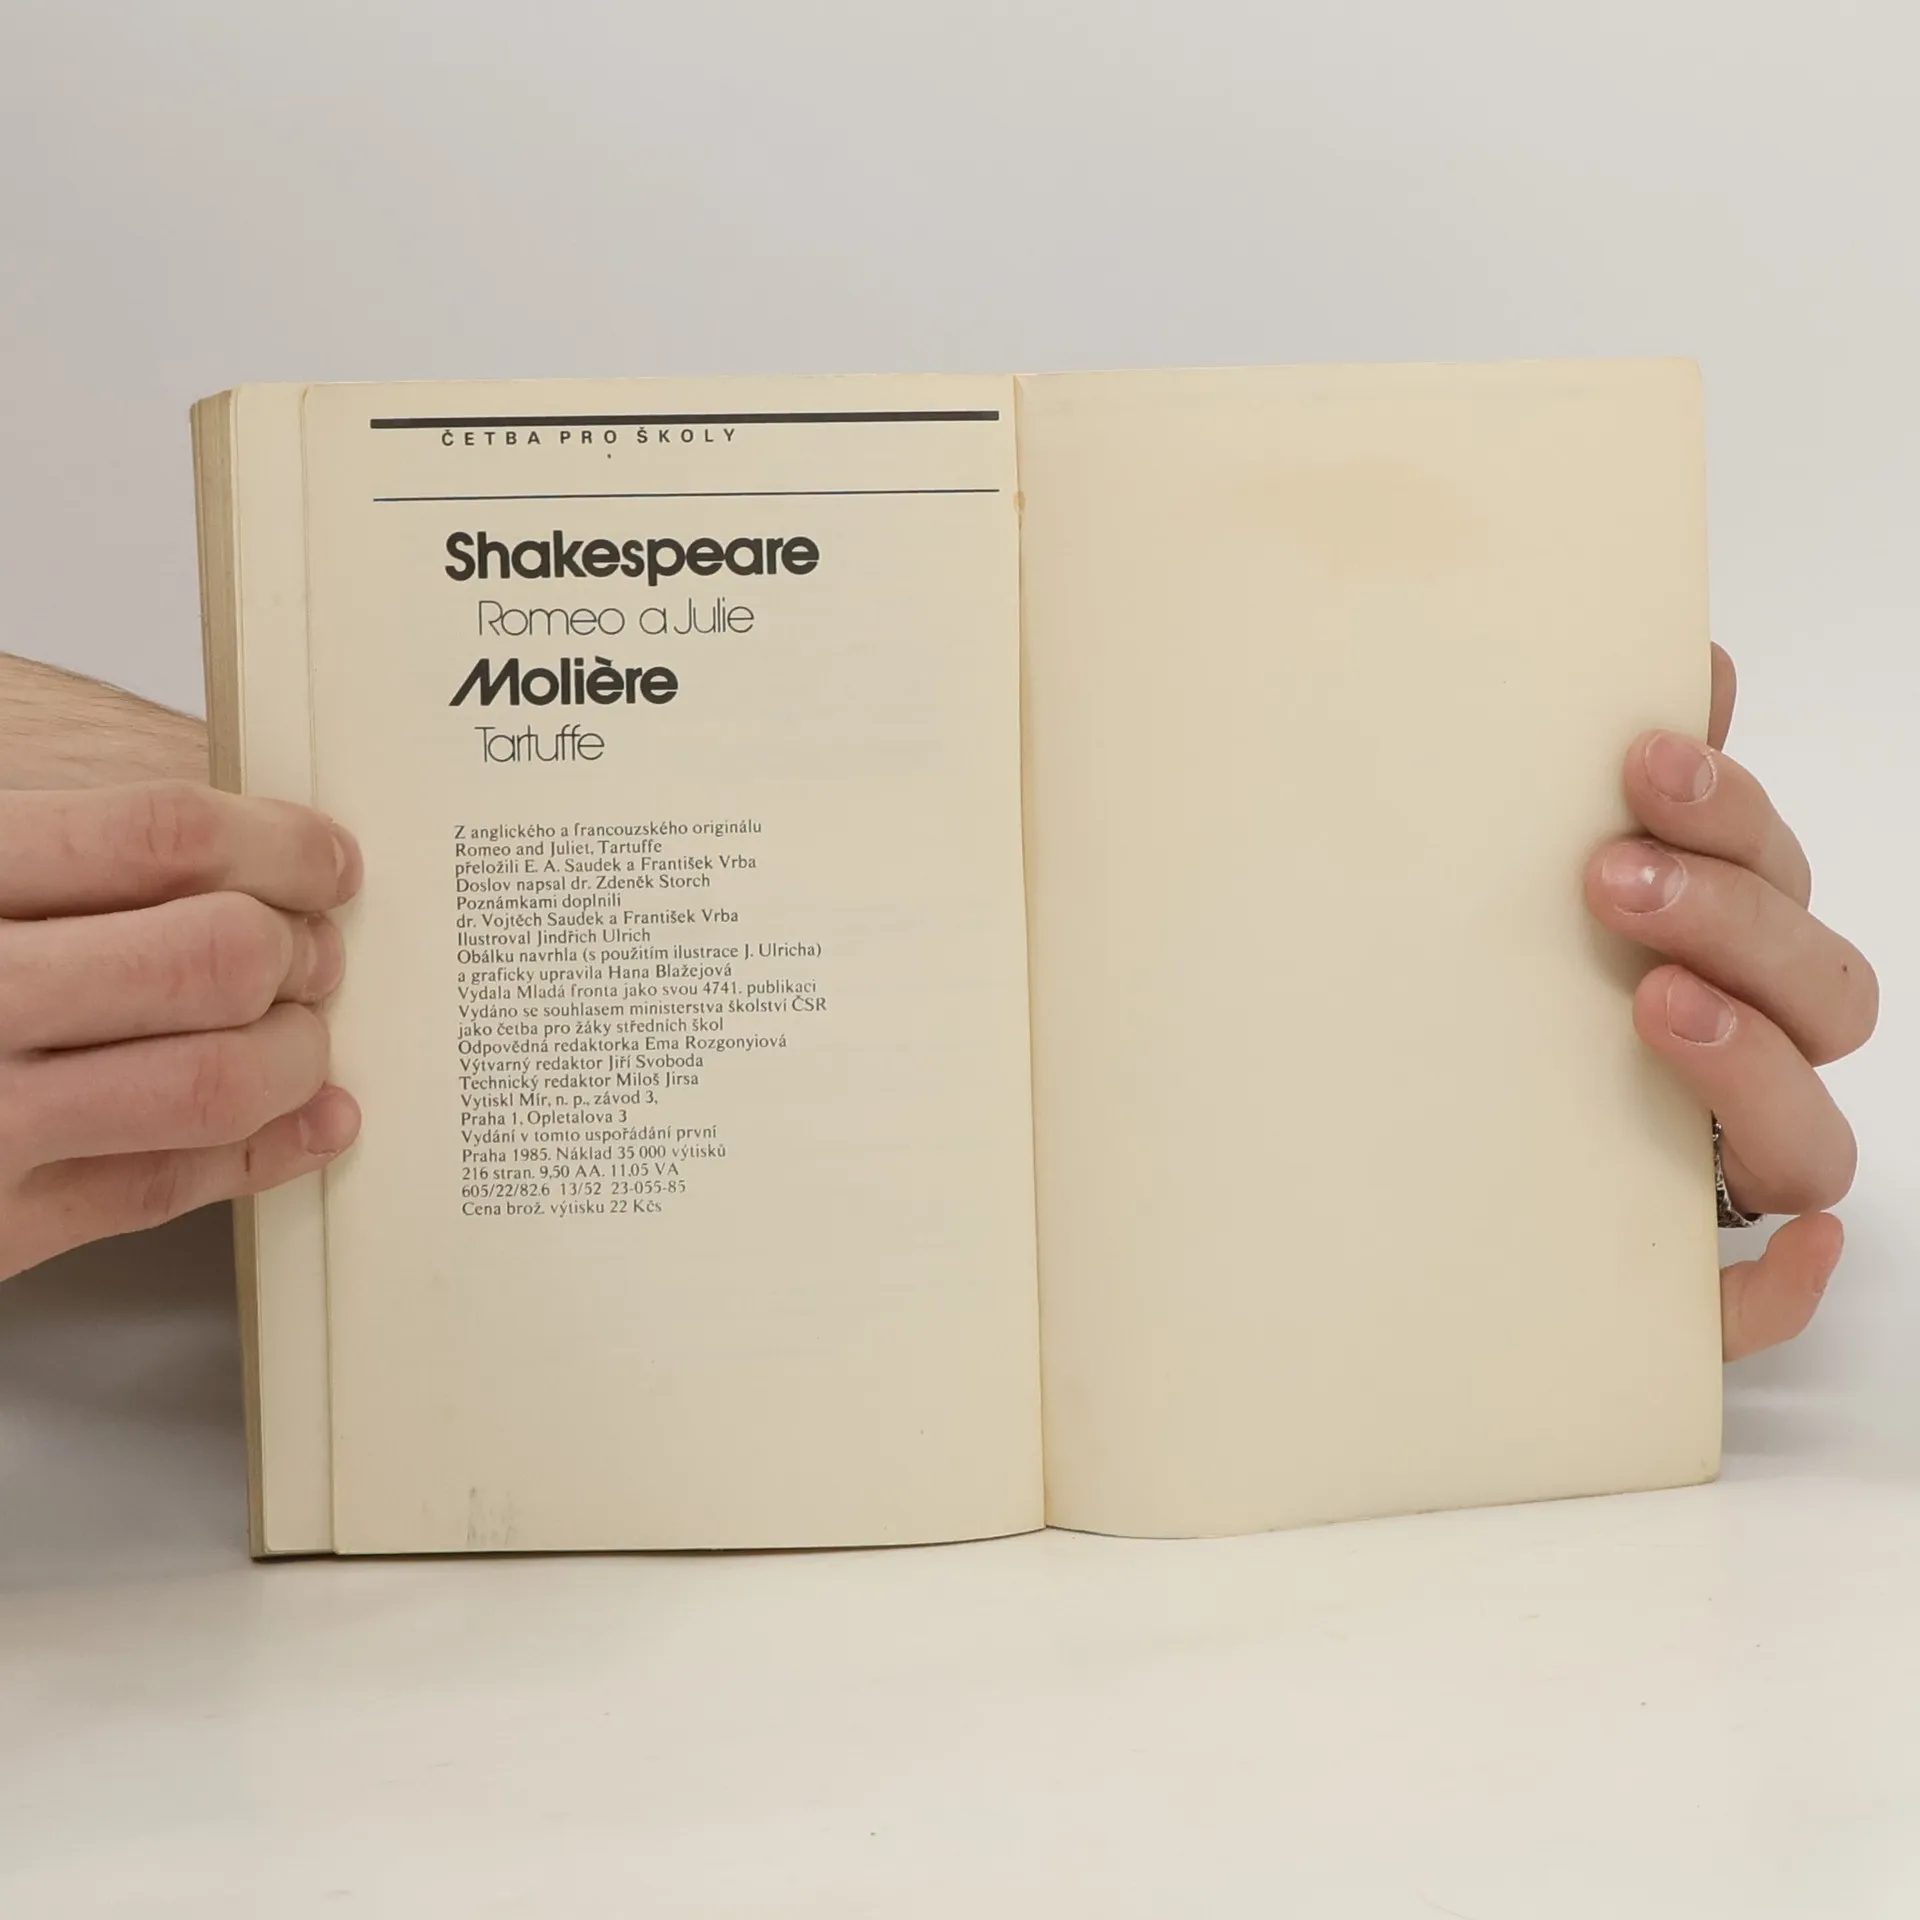 ČETBA PRO ŠKOLY
Shakespeare
Romeo a Julie
Molière
Tartuffe
Z anglického a francouzského originálu
Romeo and Juliet, Tartuffe
přeložili E. A. Saudek a František Vrba
Doslov napsal dr. Zdeněk Storch
Poznámkami doplnili
dr. Vojtěch Saudek a František Vrba
Ilustroval Jindřich Ulrich
Obálku navrhla (s použitím ilustrace J. Ulricha)
a graficky upravila Hana Blažejová
Vydala Mladá fronta jako svou 4741. publikaci
Vydáno se souhlasem ministerstva školství ČSR
jako četba pro žáky středních škol
Odpovědná redaktorka Ema Rozgonyiová
Výtvarný redaktor Jiří Svoboda
Technický redaktor Miloš Jirsa
Vytiskl Mír, n. p., závod 3,
Praha 1, Opletalova 3
Vydání v tomto uspořádání první
Praha 1985. Náklad 35 000 výtisků
216 stran. 9,50 AA. 11,05 VA
605/22/82.6 13/52 23-055-85
Cena brož. výtisku 22 Kčs